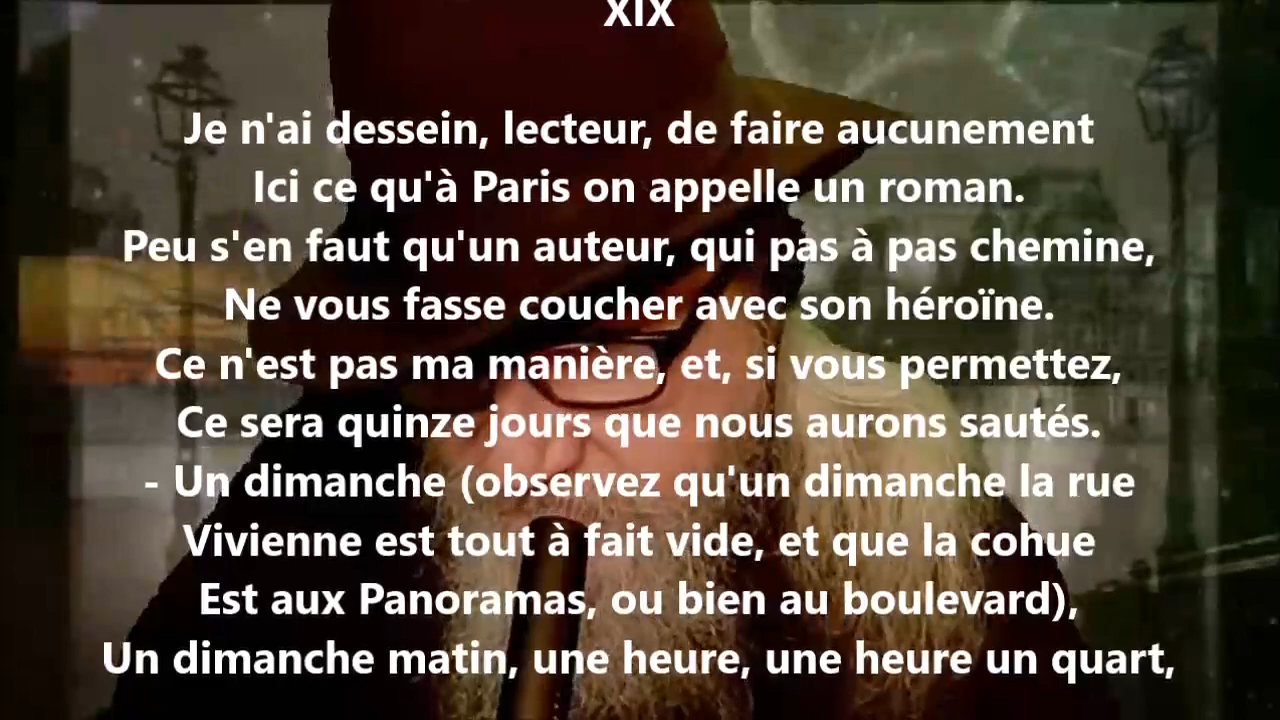 XIX
Je n'ai dessein, lecteur, de faire aucunement
Ici ce qu'à Paris on appelle un roman.
Peu s'en faut qu'un auteur, qui pas à pas chemine,
Ne vous fasse coucher avec son héroïne.
Ce n'est pas ma manière, et, si vous permettez,
Ce sera quinze jours que nous aurons sautés.
- Un dimanche (observez qu'un dimanche la rue
Vivienne est tout à fait vide, et que la cohue
Est aux Panoramas, ou bien au boulevard),
Un dimanche matin, une heure, une heure un quart,